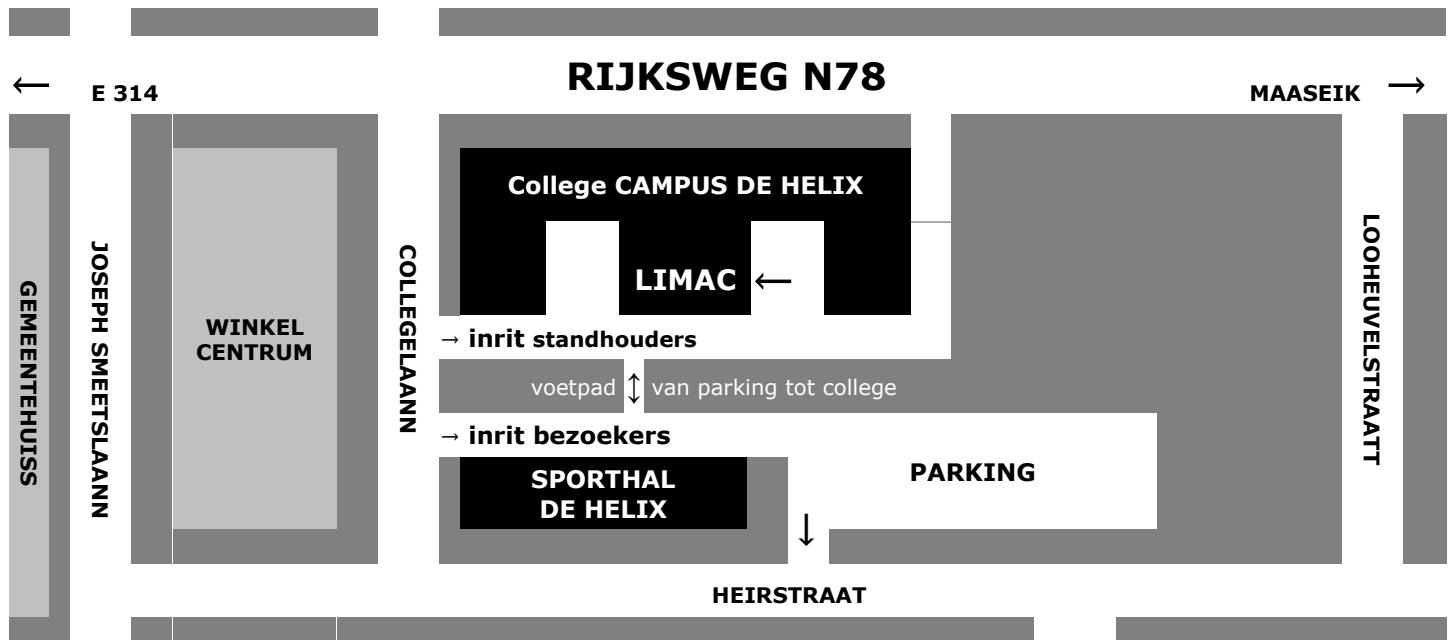 RIJKSWEG N78
←
E 314
MAASEIK →
College CAMPUS DE HELIX
LIMAC ←
GEMEENTEHUISS
JOSEPH SMEETSLAANN
WINKEL
CENTRUM
COLLEGELAANN
LOOHEUVELSTRAATT
→ inrit standhouders
voetpad ↕ van parking tot college
→ inrit bezoekers
SPORTHAL
DE HELIX
PARKING
↓
HEIRSTRAAT